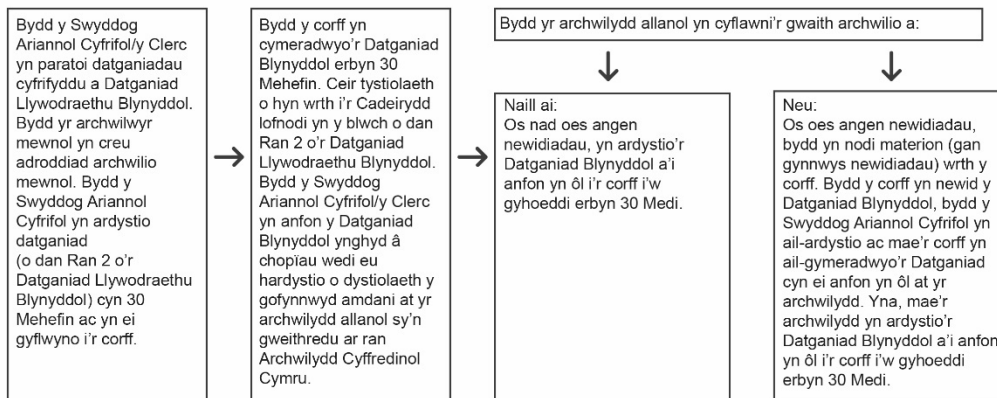 Bydd y Swyddog
Ariannol Cyfrifol/y Clerc
yn paratoi datganiadau
cyfrifyddu a Datganiad
Llywodraethu Blynyddol.
Bydd yr archwilwyr
mewnol yn creu
adroddiad archwilio
mewnol. Bydd y
Swyddog Ariannol
Cyfrifol yn ardystio
datganiad
(o dan Ran 2 o’r
Datganiad Llywodraethu
Blynyddol) cyn 30
Mehefin ac yn ei
gyflwyno i’r corff.
Bydd y corff yn
cymeradwyo’r Datganiad
Blynyddol erbyn 30
Mehefin. Ceir tystiolaeth
o hyn wrth i’r Cadeirydd
lofnodi yn y blwch o dan
Ran 2 o’r Datganiad
Llywodraethu Blynyddol.
Bydd y Swyddog
Ariannol Cyfrifol/y Clerc
yn anfon y Datganiad
Blynyddol ynghyd â
chopïau wedi eu
hardystio o dystiolaeth y
gofynnwyd amdani at yr
archwilydd allanol sy’n
gweithredu ar ran
Archwilydd Cyffredinol
Cymru.
Bydd yr archwilydd allanol yn cyflawni’r gwaith archwilio a:
Naill ai:
Os nad oes angen
newidiadau, yn ardystio’r
Datganiad Blynyddol a’i
anfon yn ôl i’r corff i’w
gyhoeddi erbyn 30 Medi.
Neu:
Os oes angen newidiadau,
bydd yn nodi materion (gan
gynnwys newidiadau) wrth y
corff. Bydd y corff yn newid y
Datganiad Blynyddol, bydd y
Swyddog Ariannol Cyfrifol yn
ail-ardystio ac mae’r corff yn
ail-gymeradwyo’r Datganiad
cyn ei anfon yn ôl at yr
archwilydd. Yna, mae’r
archwilydd yn ardystio’r
Datganiad Blynyddol a’i anfon
yn ôl i’r corff i’w gyhoeddi
erbyn 30 Medi.